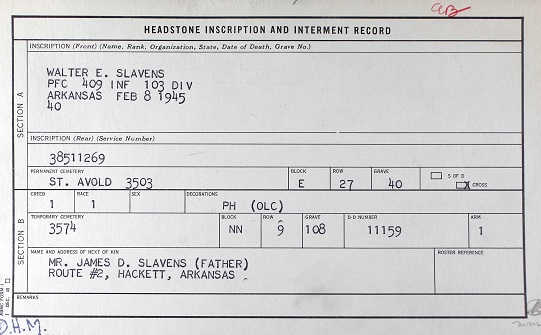 HEADSTONE INSCRIPTION AND INTERMENT RECORD
INSCRIPTION (Front) (Name, Rank, Organization, State, Date of Death, Grave No.)
WALTER E. SLAVENS
PFC 409 INF 103 DIV
ARKANSAS FEB 8 1945
40
SECTION A
INSCRIPTION (Rear) (Service Number)
38511269
PERMANENT CEMETERY BLOCK ROW GRAVE
ST. AVOLD 3503 E 27 40
S OF D
X CROSS
CREED RACE SEX DECORATIONS
1 1 PH (OLC)
SECTION B
TEMPORARY CEMETERY BLOCK ROW GRAVE D-D NUMBER ARM
3574 NN 9 108 11159 1
NAME AND ADDRESS OF NEXT OF KIN ROSTER REFERENCE
MR. JAMES D. SLAVENS (FATHER)
ROUTE #2, HACKETT, ARKANSAS
REMARKS
D.H.M.